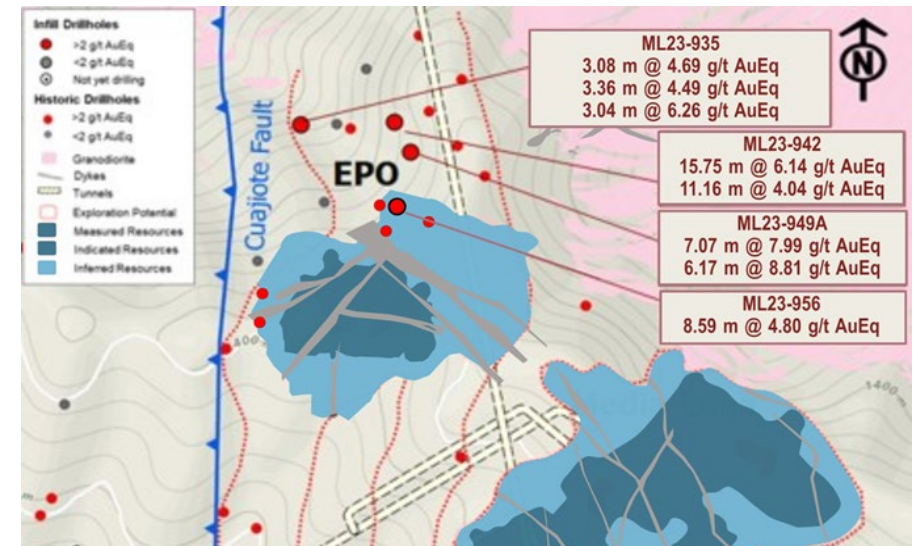 Infill Drillholes
>2 g/t AuEq
<2 g/t AuEq
Not yet drilling
Historic Drillholes
>2 g/t AuEq
<2 g/t AuEq
Granodiorite
Dykes
Tunnels
Exploration Potential
Measured Resources
Indicated Resources
Inferred Resources
Cuajiote Fault
EPO
N
ML23-935
3.08 m @ 4.69 g/t AuEq
3.36 m @ 4.49 g/t AuEq
3.04 m @ 6.26 g/t AuEq
ML23-942
15.75 m @ 6.14 g/t AuEq
11.16 m @ 4.04 g/t AuEq
ML23-949A
7.07 m @ 7.99 g/t AuEq
6.17 m @ 8.81 g/t AuEq
ML23-956
8.59 m @ 4.80 g/t AuEq
1400 m